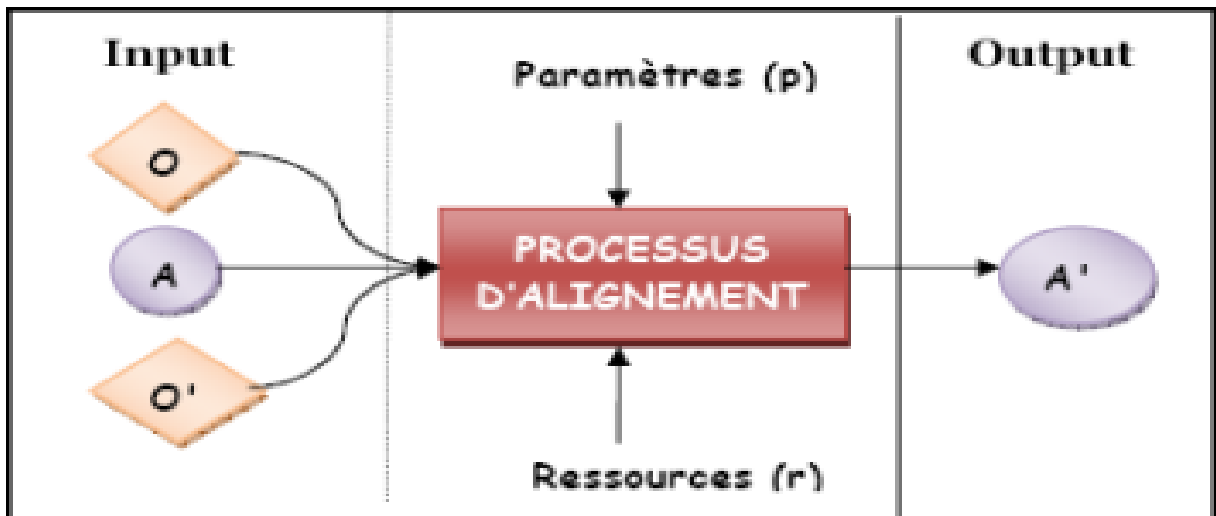 Input
Paramètres (p)
Output
O
A
O'
PROCESSUS
D'ALIGNEMENT
A'
Ressources (r)